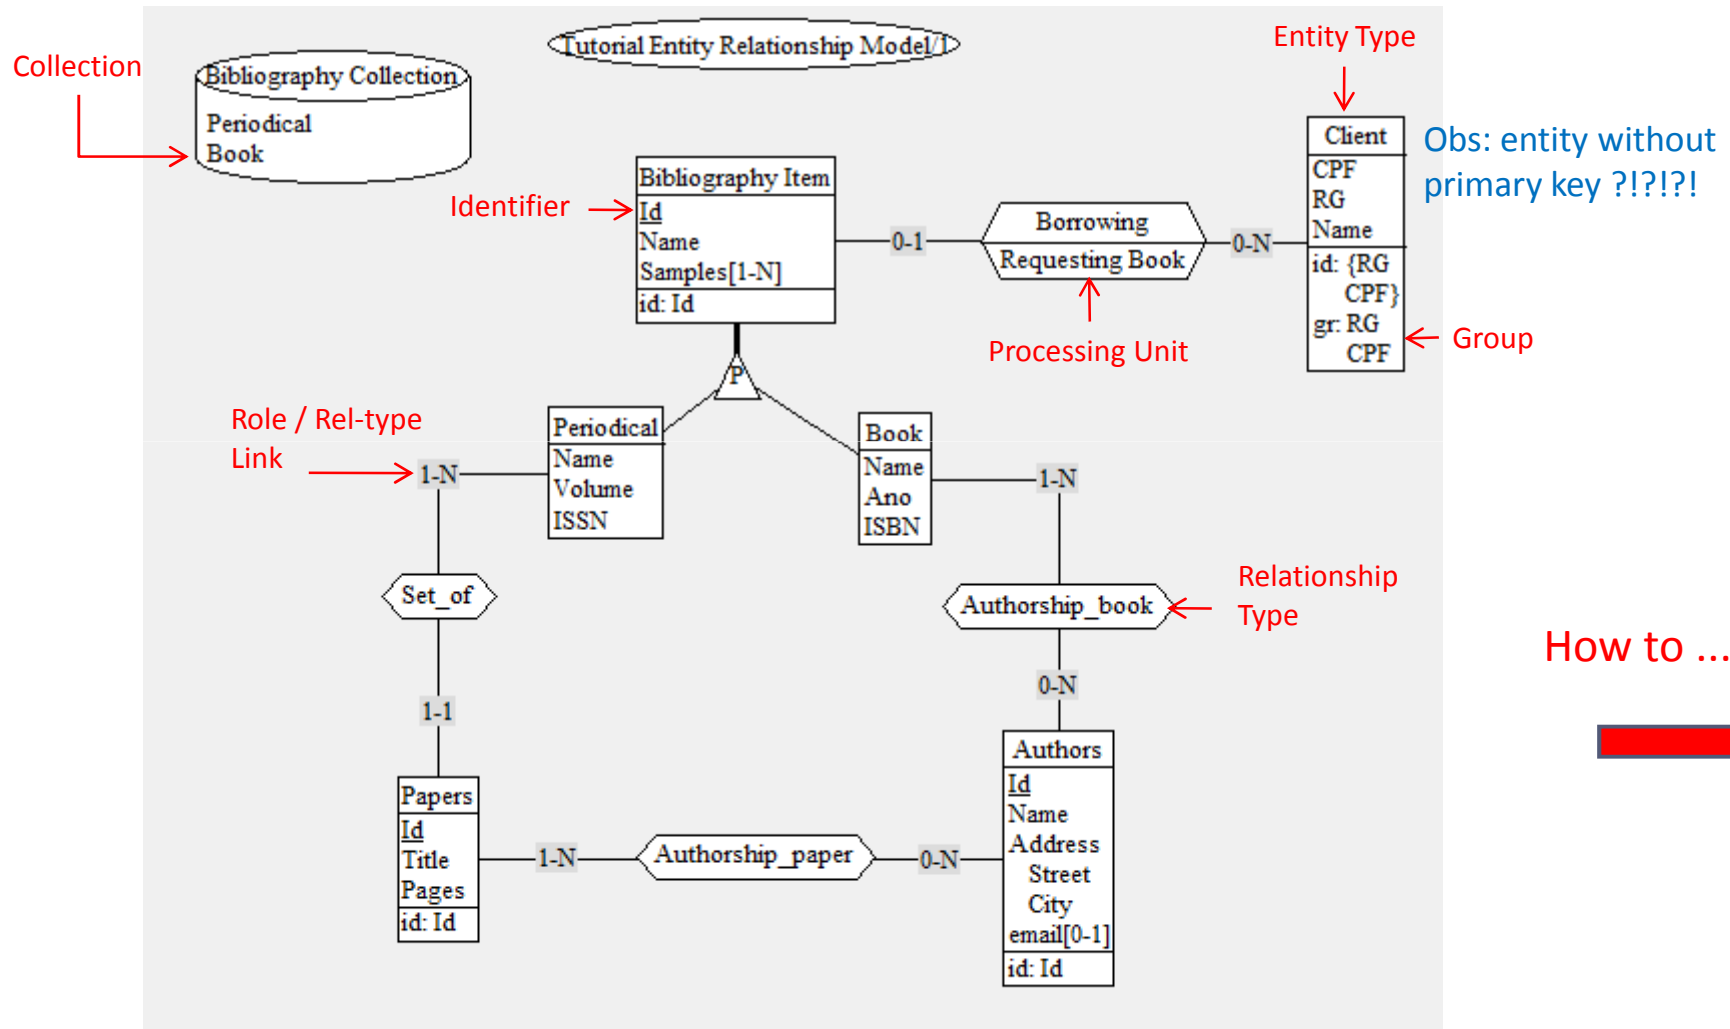 Tutorial Entity Relationship Model/1
Collection
Bibliography Collection
Periodical
Book
Entity Type
Client
CPF
RG
Name
id: {RG
CPF}
gr: RG
CPF
Obs: entity without
primary key ?!?!?!
Group
Identifier
Bibliography Item
Id
Name
Samples[1-N]
id: Id
0-1
Borrowing
Requesting Book
0-N
Processing Unit
P
Role / Rel-type
Link
1-N
Periodical
Name
Volume
ISSN
Book
Name
Ano
ISBN
1-N
Set_of
Authorship_book
Relationship
Type
How to ...
1-1
0-N
Papers
Id
Title
Pages
id: Id
1-N
Authorship_paper
0-N
Authors
Id
Name
Address
Street
City
email[0-1]
id: Id